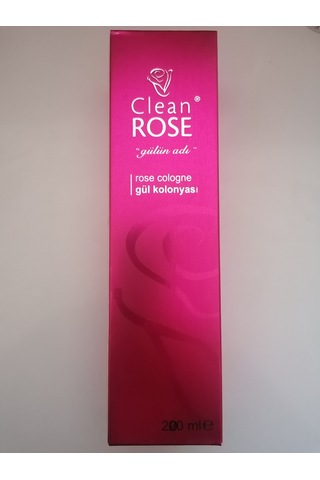 Clean®
ROSE
"gülün adı"
rose cologne
gül kolonyası
200 ml ℮